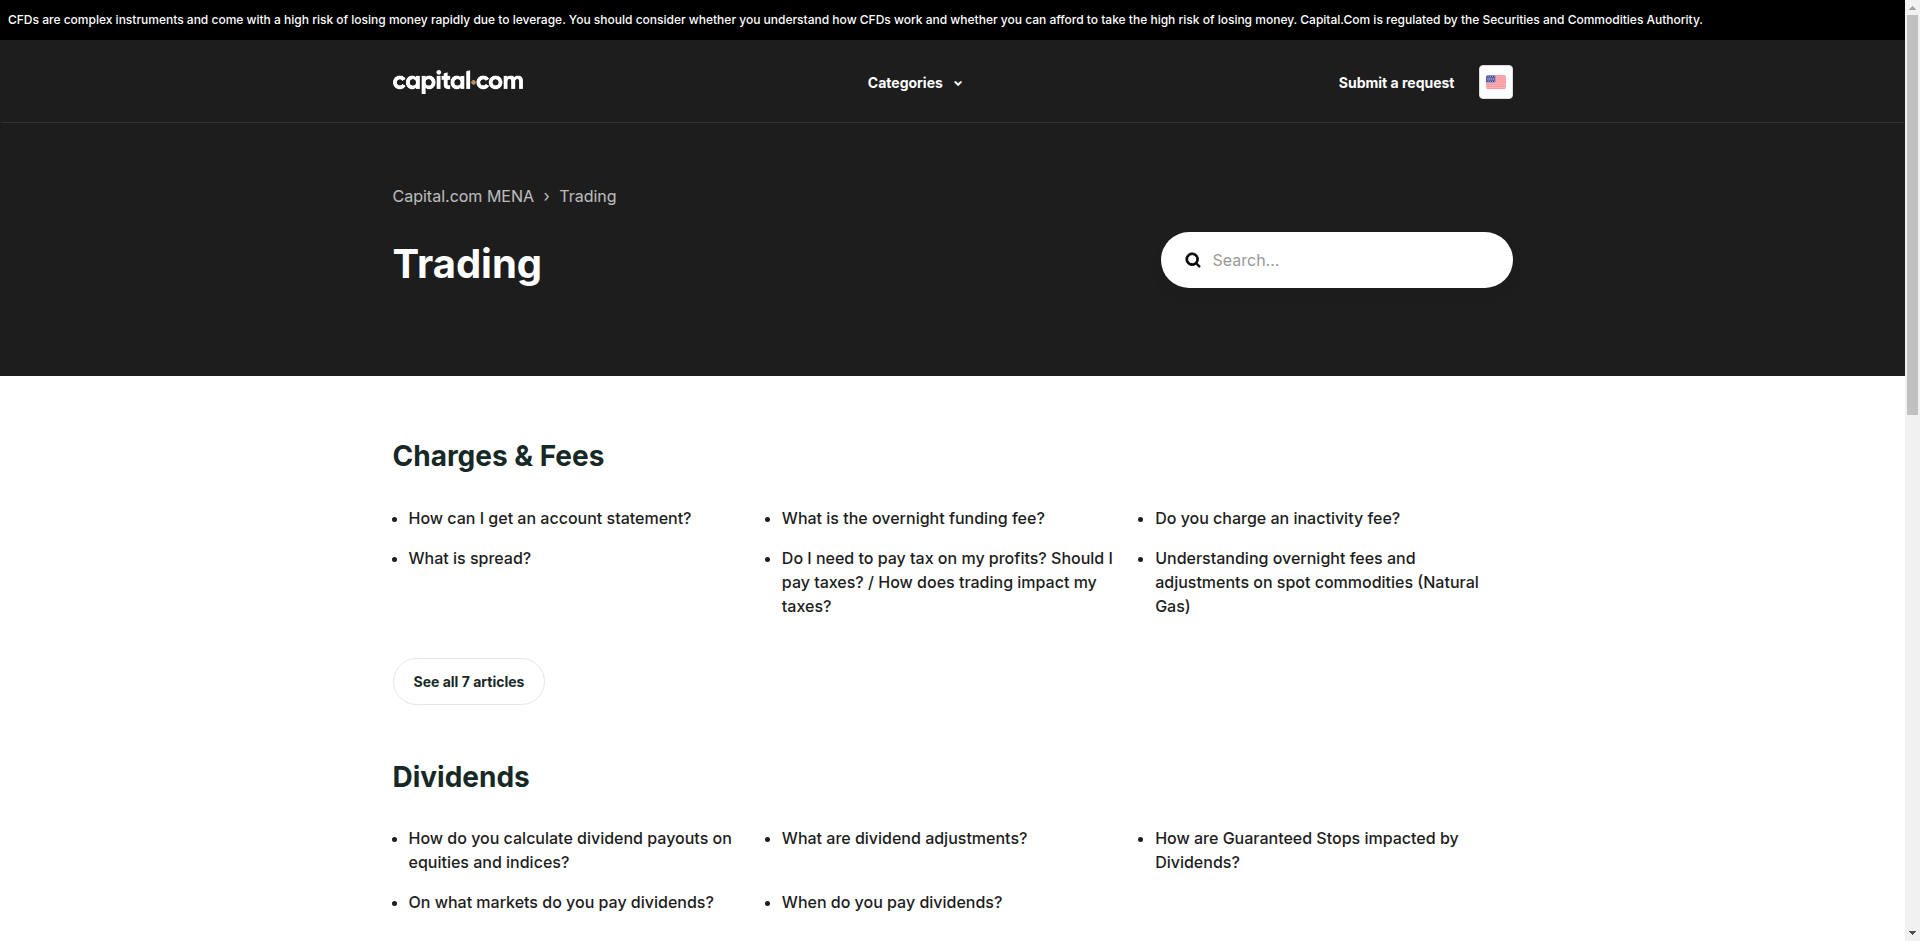 CFDs are complex instruments and come with a high risk of losing money rapidly due to leverage. You should consider whether you understand how CFDs work and whether you can afford to take the high risk of losing money. Capital.Com is regulated by the Securities and Commodities Authority.
capital.com
Categories
Submit a request
Capital.com MENA › Trading
Trading
Search...
Charges & Fees
How can I get an account statement?
What is the overnight funding fee?
Do you charge an inactivity fee?
What is spread?
Do I need to pay tax on my profits? Should I
pay taxes? / How does trading impact my
taxes?
Understanding overnight fees and
adjustments on spot commodities (Natural
Gas)
See all 7 articles
Dividends
How do you calculate dividend payouts on
equities and indices?
What are dividend adjustments?
How are Guaranteed Stops impacted by
Dividends?
On what markets do you pay dividends?
When do you pay dividends?